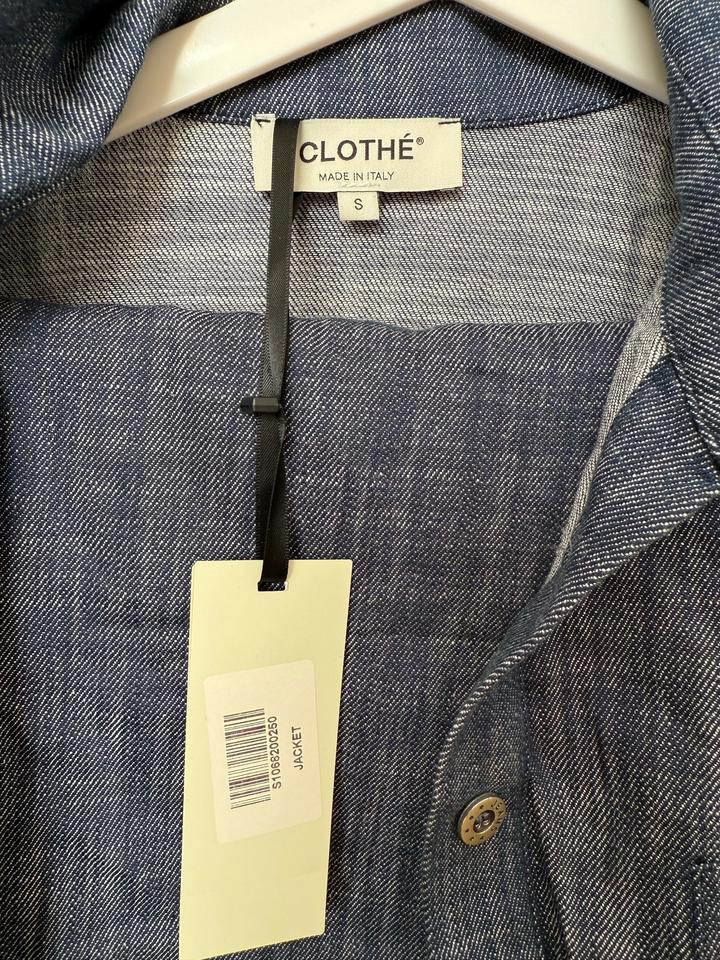 CLOTHÉ®
MADE IN ITALY
S
S1068200250
JACKET